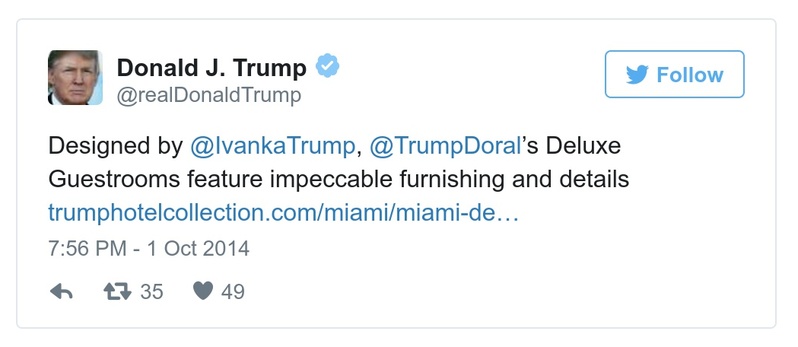 Donald J. Trump
@realDonaldTrump
Follow
Designed by @IvankaTrump, @TrumpDoral’s Deluxe
Guestrooms feature impeccable furnishing and details
trumphotelcollection.com/miami/miami-de…
7:56 PM - 1 Oct 2014
35 49